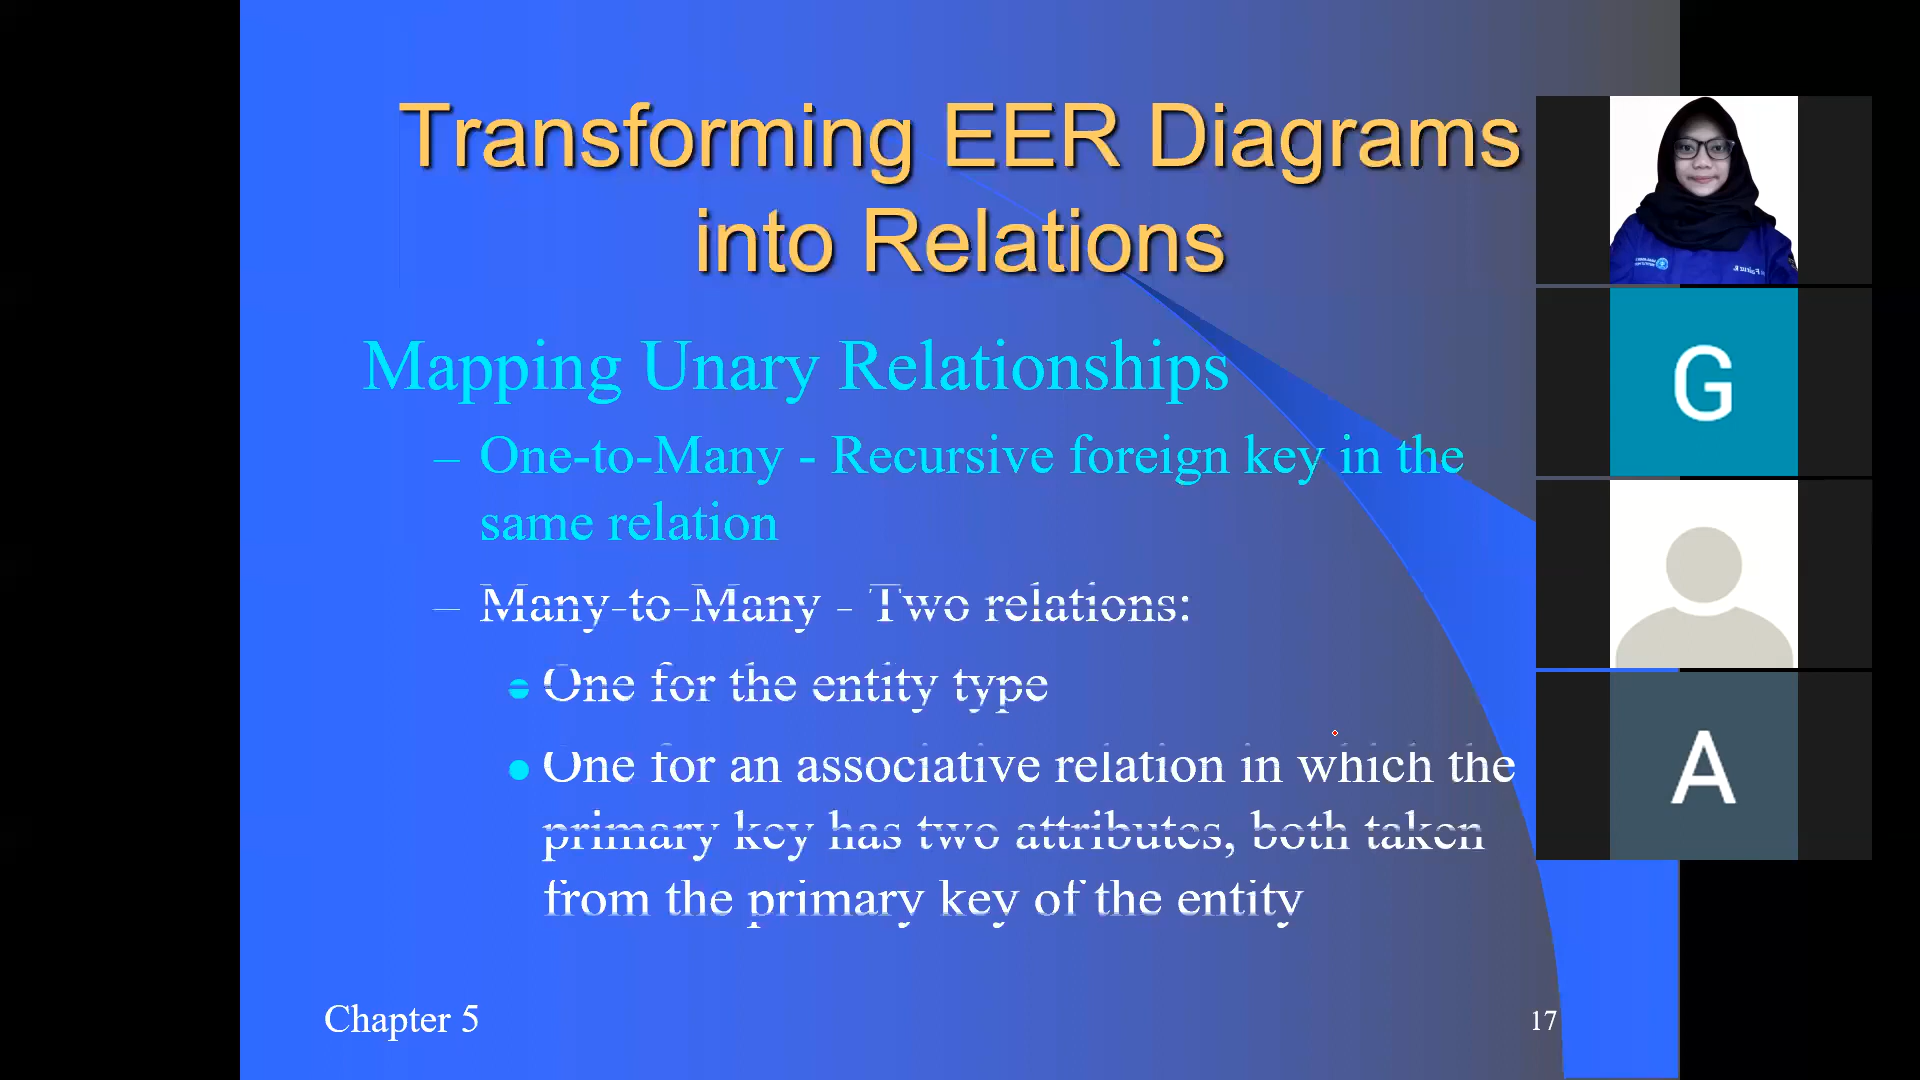 Transforming EER Diagrams
into Relations
Mapping Unary Relationships
– One-to-Many - Recursive foreign key in the
same relation
– Many-to-Many - Two relations:
• One for the entity type
• One for an associative relation in which the
primary key has two attributes, both taken
from the primary key of the entity
Chapter 5
17
G
A